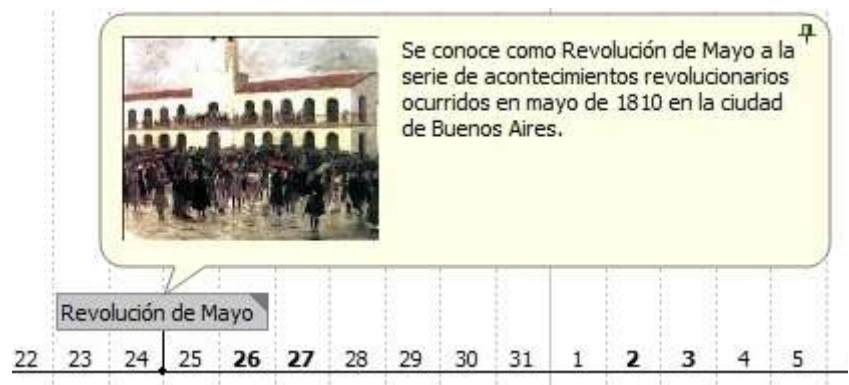 Se conoce como Revolución de Mayo a la
serie de acontecimientos revolucionarios
ocurridos en mayo de 1810 en la ciudad
de Buenos Aires.
Revolución de Mayo
22 23 24 25 26 27 28 29 30 31 1 2 3 4 5